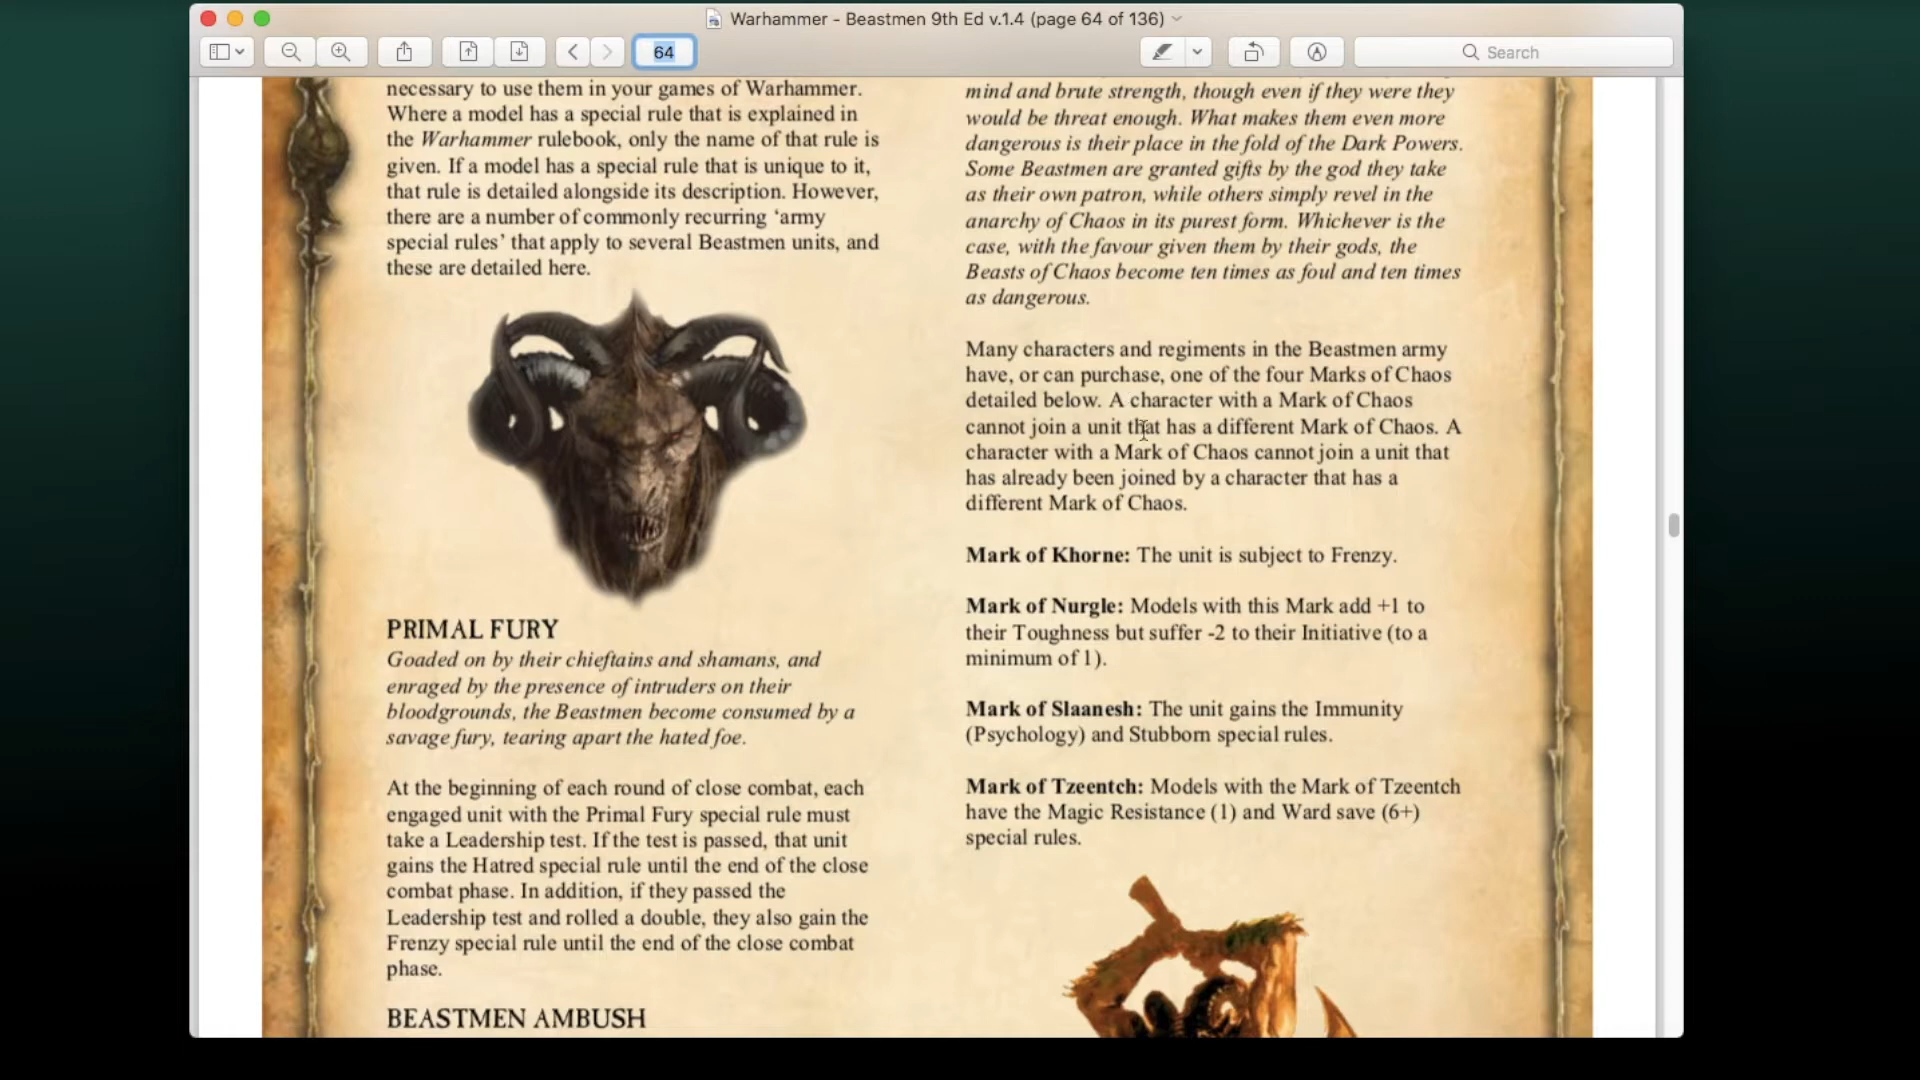 Warhammer - Beastmen 9th Ed v.1.4 (page 64 of 136)
64
Search
necessary to use them in your games of Warhammer.
Where a model has a special rule that is explained in
the Warhammer rulebook, only the name of that rule is
given. If a model has a special rule that is unique to it,
that rule is detailed alongside its description. However,
there are a number of commonly recurring ‘army
special rules’ that apply to several Beastmen units, and
these are detailed here.
PRIMAL FURY
Goaded on by their chieftains and shamans, and
enraged by the presence of intruders on their
bloodgrounds, the Beastmen become consumed by a
savage fury, tearing apart the hated foe.
At the beginning of each round of close combat, each
engaged unit with the Primal Fury special rule must
take a Leadership test. If the test is passed, that unit
gains the Hatred special rule until the end of the close
combat phase. In addition, if they passed the
Leadership test and rolled a double, they also gain the
Frenzy special rule until the end of the close combat
phase.
BEASTMEN AMBUSH
mind and brute strength, though even if they were they
would be threat enough. What makes them even more
dangerous is their place in the fold of the Dark Powers.
Some Beastmen are granted gifts by the god they take
as their own patron, while others simply revel in the
anarchy of Chaos in its purest form. Whichever is the
case, with the favour given them by their gods, the
Beasts of Chaos become ten times as foul and ten times
as dangerous.
Many characters and regiments in the Beastmen army
have, or can purchase, one of the four Marks of Chaos
detailed below. A character with a Mark of Chaos
cannot join a unit that has a different Mark of Chaos. A
character with a Mark of Chaos cannot join a unit that
has already been joined by a character that has a
different Mark of Chaos.
Mark of Khorne: The unit is subject to Frenzy.
Mark of Nurgle: Models with this Mark add +1 to
their Toughness but suffer -2 to their Initiative (to a
minimum of 1).
Mark of Slaanesh: The unit gains the Immunity
(Psychology) and Stubborn special rules.
Mark of Tzeentch: Models with the Mark of Tzeentch
have the Magic Resistance (1) and Ward save (6+)
special rules.